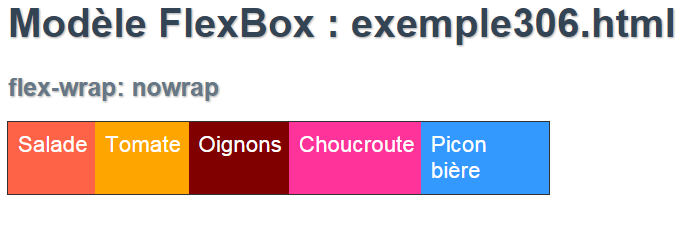 Modèle FlexBox : exemple306.html
flex-wrap: nowrap
Salade Tomate Oignons Choucroute Picon
bière